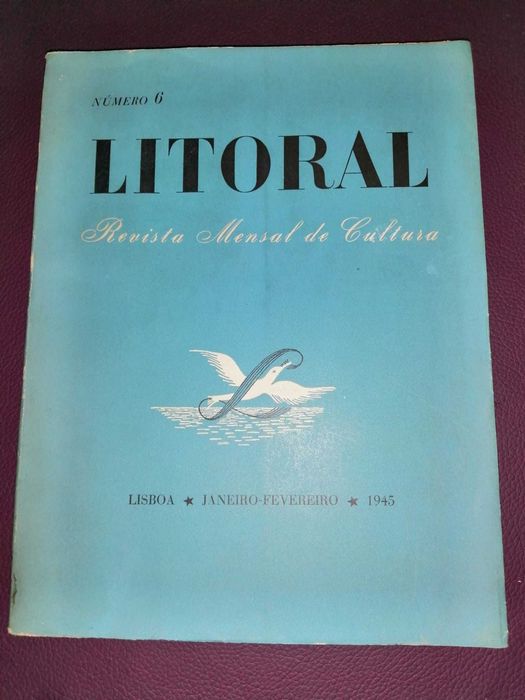 NÚMERO 6
LITORAL
Revista Mensal de Cultura
L
LISBOA ★ JANEIRO-FEVEREIRO ★ 1945